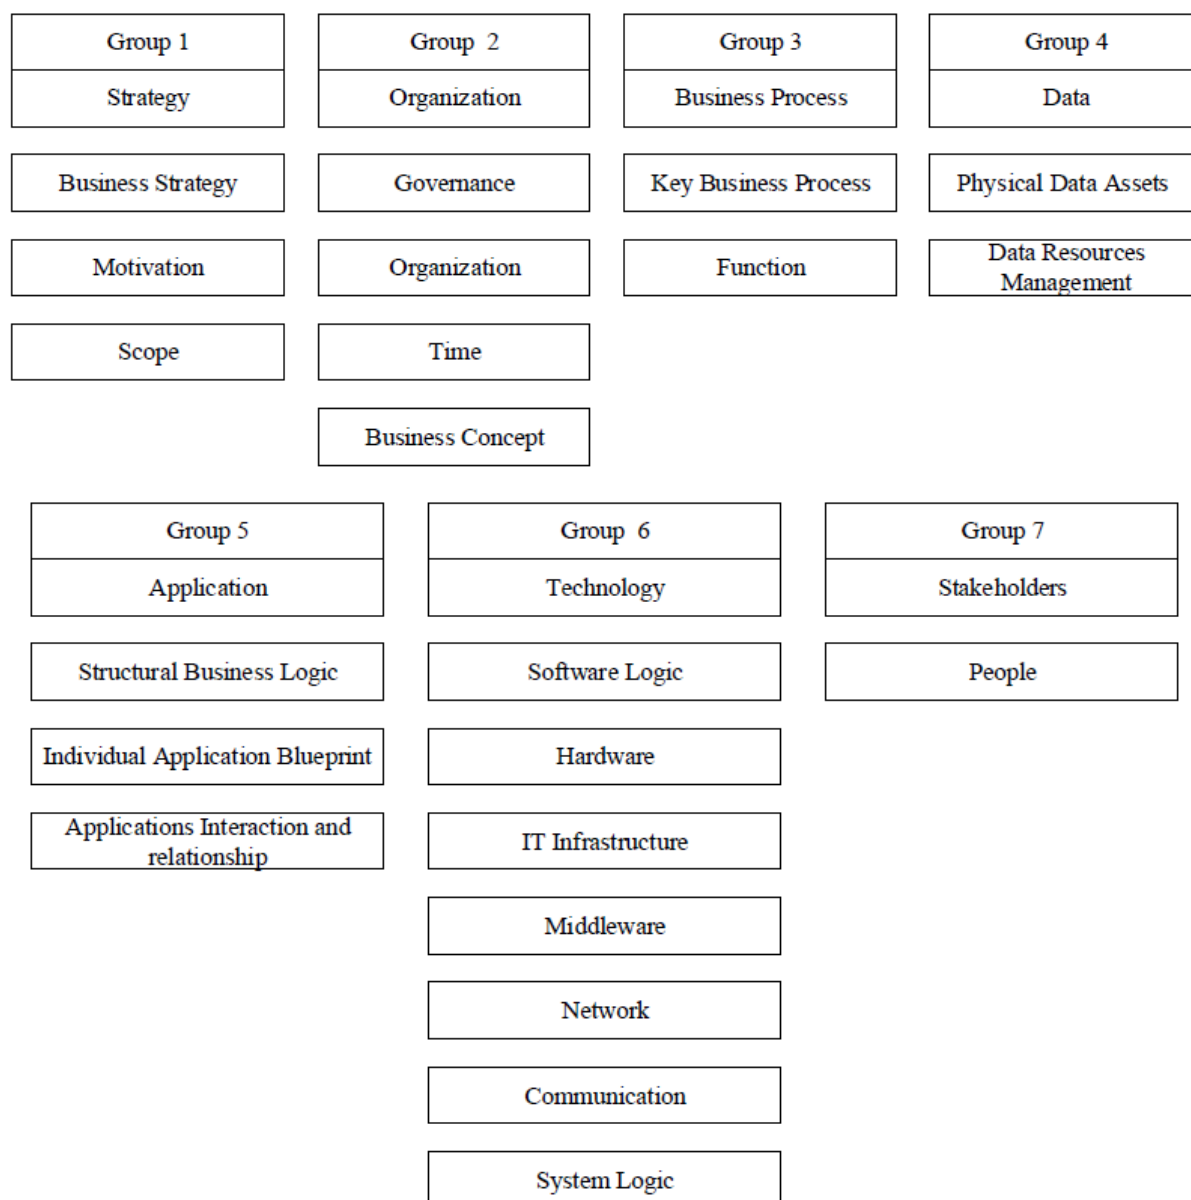 Group 1
Strategy
Business Strategy
Motivation
Scope
Group 2
Organization
Governance
Organization
Time
Business Concept
Group 3
Business Process
Key Business Process
Function
Group 4
Data
Physical Data Assets
Data Resources
Management
Group 5
Application
Structural Business Logic
Individual Application Blueprint
Applications Interaction and
relationship
Group 6
Technology
Software Logic
Hardware
IT Infrastructure
Middleware
Network
Communication
System Logic
Group 7
Stakeholders
People